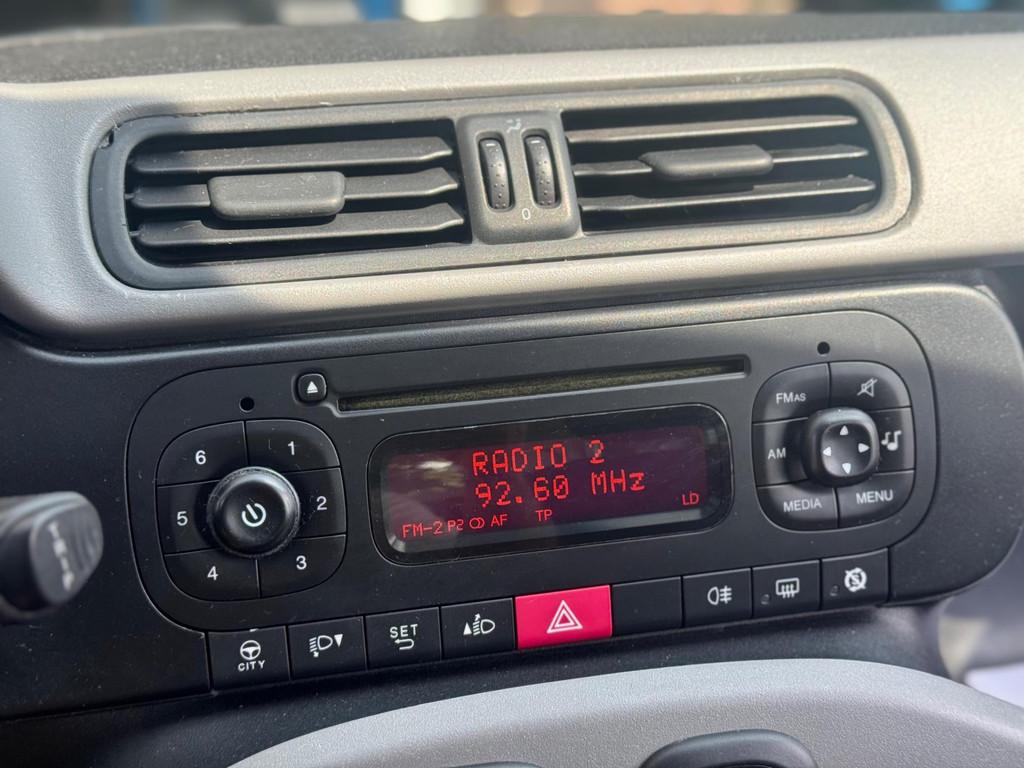 0
FMAS
6 1
AM
5 2
RADIO 2
92.60 MHz
FM-2 P2 AF TP LD
MEDIA MENU
4 3
SET
CITY